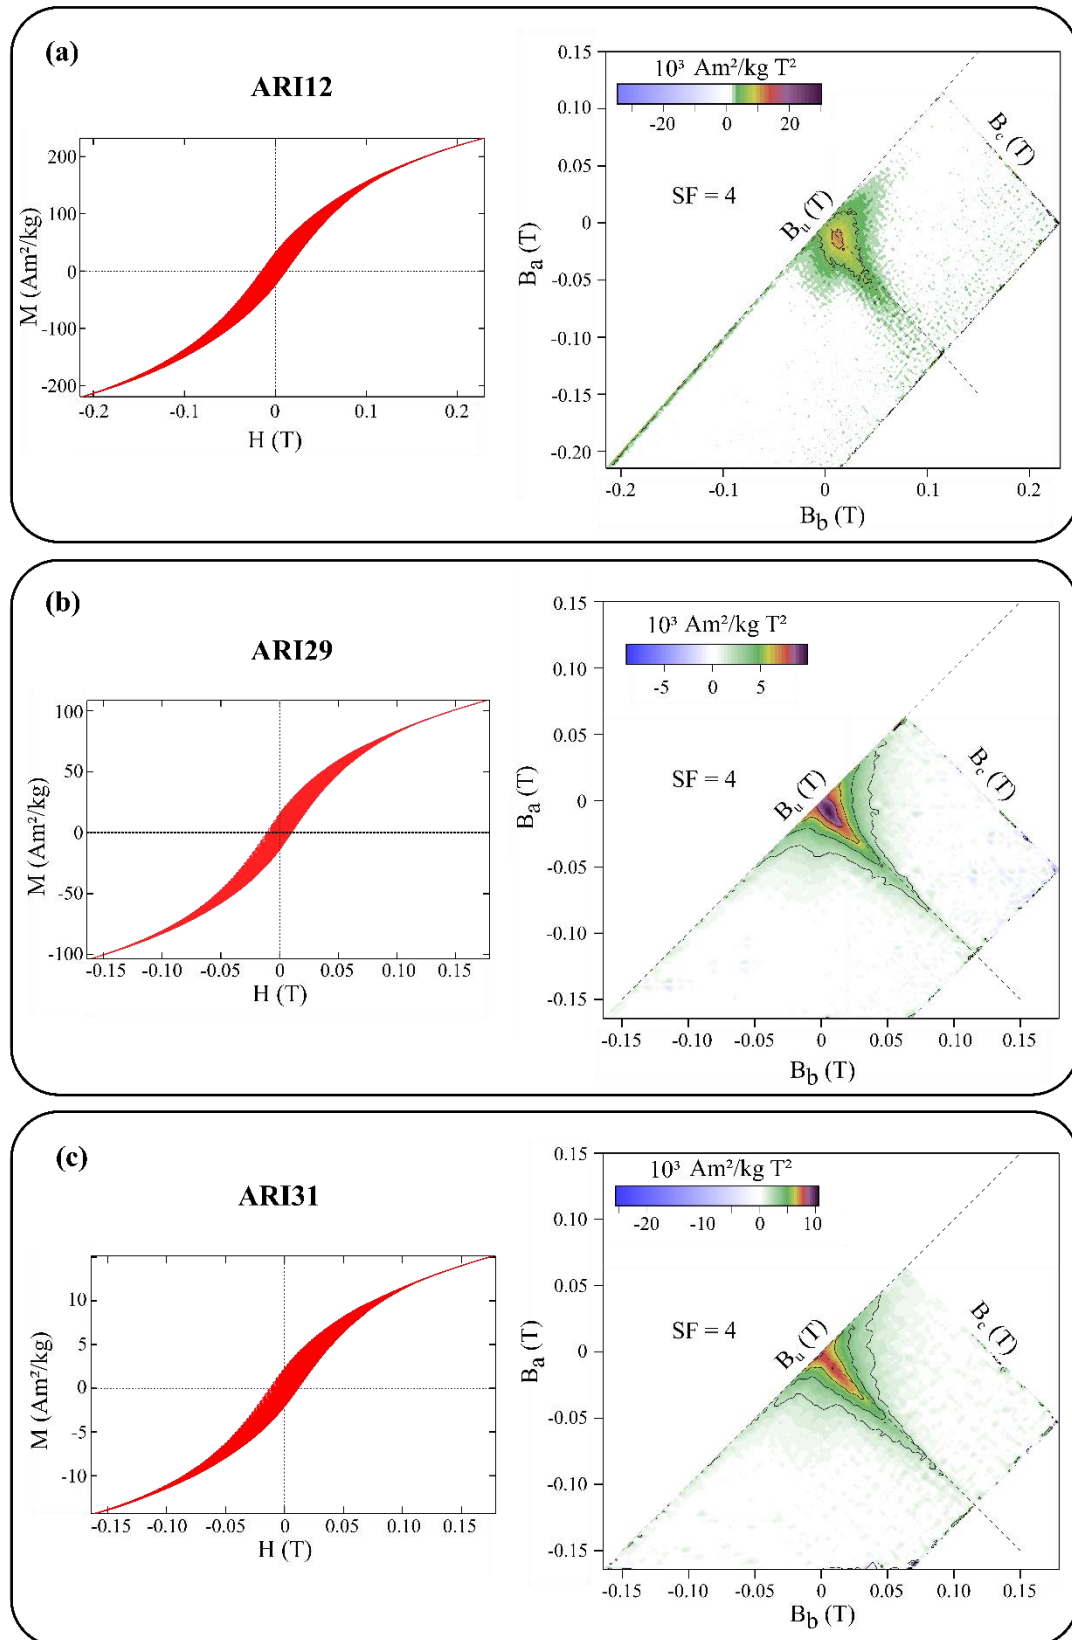 (a)
ARI12
M (Am²/kg)
200
100
0
-100
-200
-0.2 -0.1 0 0.1 0.2
H (T)
10³ Am²/kg T²
-20 0 20
SF = 4
Bᵤ (T)
B꜀ (T)
Bₐ (T)
0.15
0.10
0.05
0
-0.05
-0.10
-0.15
-0.20
-0.2 -0.1 0 0.1 0.2
B_b (T)
(b)
ARI29
M (Am²/kg)
100
50
0
-50
-100
-0.15 -0.10 -0.05 0 0.05 0.10 0.15
H (T)
10³ Am²/kg T²
-5 0 5
SF = 4
Bᵤ (T)
B꜀ (T)
Bₐ (T)
0.15
0.10
0.05
0
-0.05
-0.10
-0.15
-0.15 -0.10 -0.05 0 0.05 0.10 0.15
B_b (T)
(c)
ARI31
M (Am²/kg)
10
5
0
-5
-10
-0.15 -0.10 -0.05 0 0.05 0.10 0.15
H (T)
10³ Am²/kg T²
-20 -10 0 10
SF = 4
Bᵤ (T)
B꜀ (T)
Bₐ (T)
0.15
0.10
0.05
0
-0.05
-0.10
-0.15
-0.15 -0.10 -0.05 0 0.05 0.10 0.15
B_b (T)